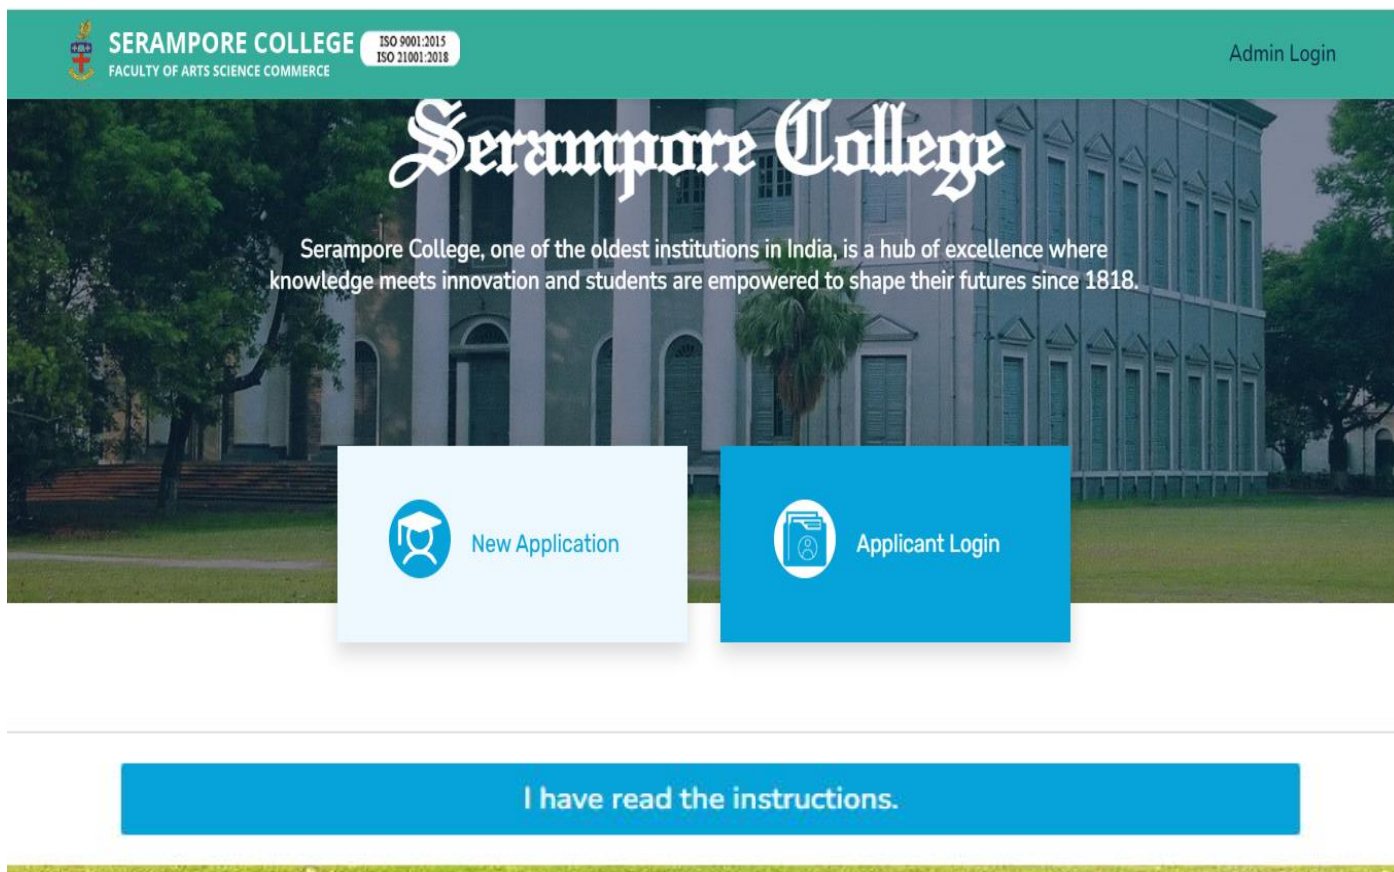 SERAMPORE COLLEGE
FACULTY OF ARTS SCIENCE COMMERCE
ISO 9001:2015
ISO 21001:2018
Admin Login
Serampore College
Serampore College, one of the oldest institutions in India, is a hub of excellence where
knowledge meets innovation and students are empowered to shape their futures since 1818.
New Application
Applicant Login
I have read the instructions.